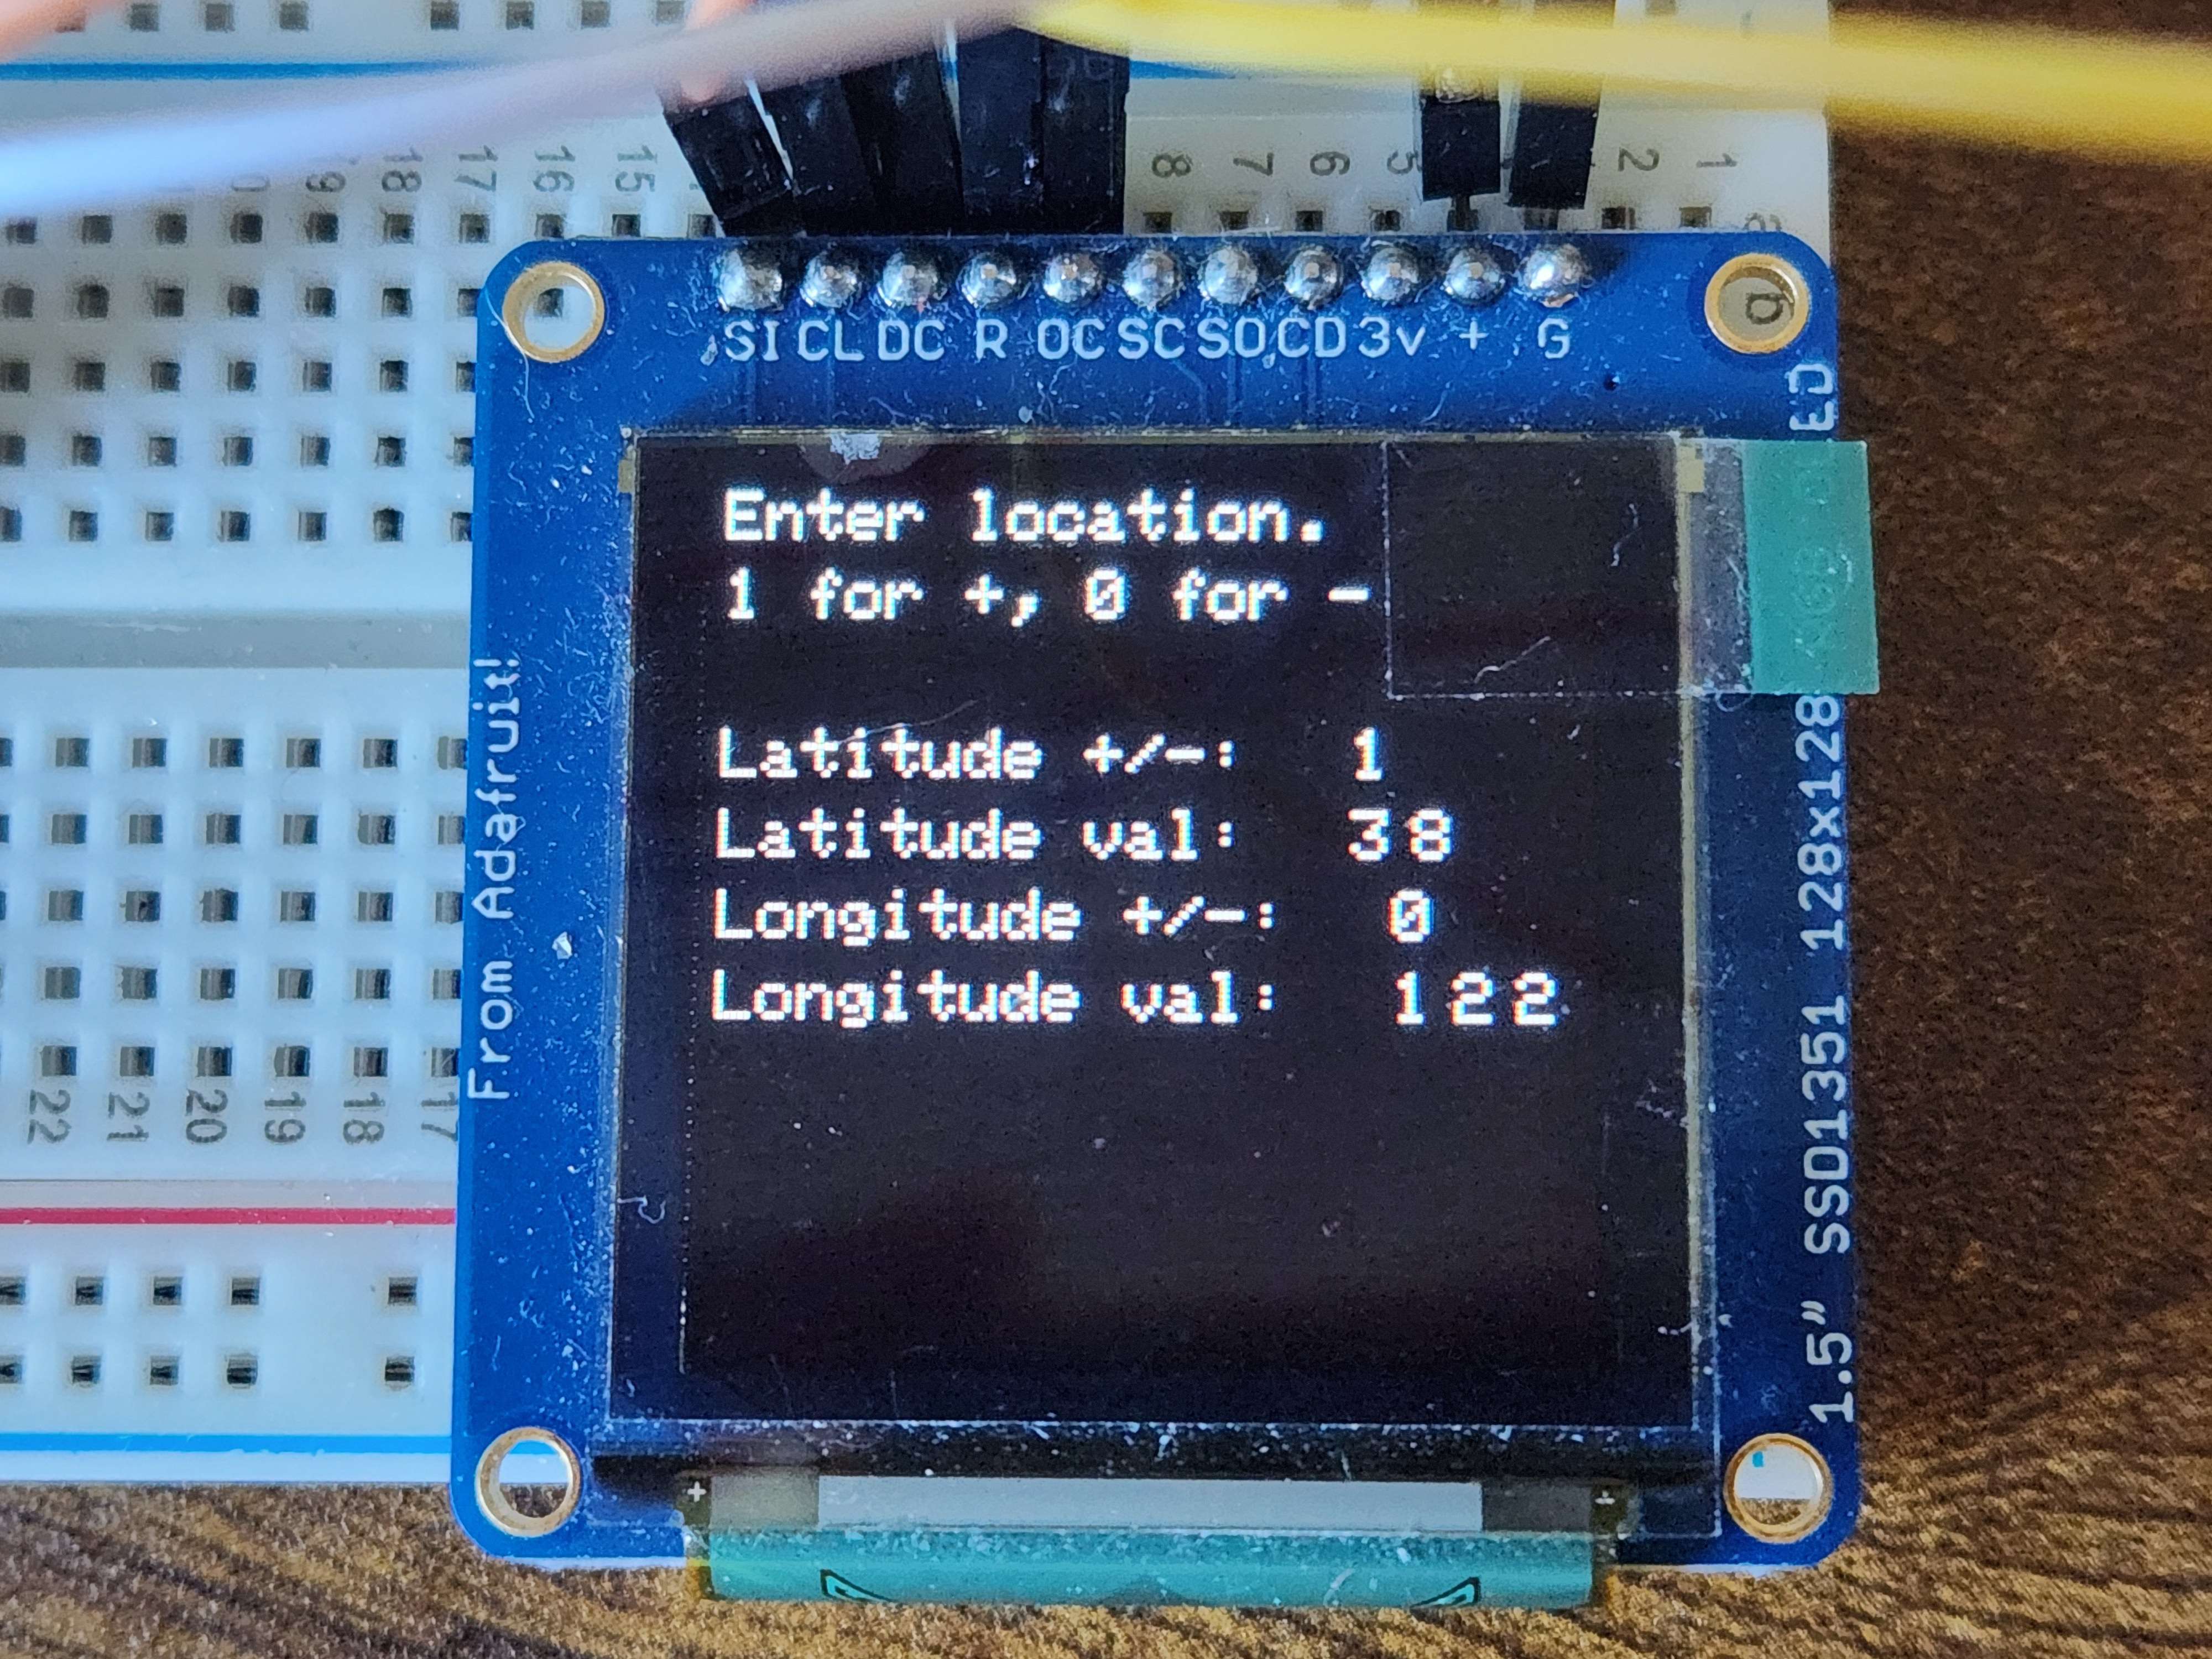 18 17 16 15 8 7 6 5 2 1
SI CL DC R OC SC SO CD 3v + G
Enter location.
1 for +, 0 for -
Latitude +/-: 1
Latitude val: 38
Longitude +/-: 0
Longitude val: 122
From Adafruit!
1.5" SSD1351 128x128
22 21 20 19 18 17